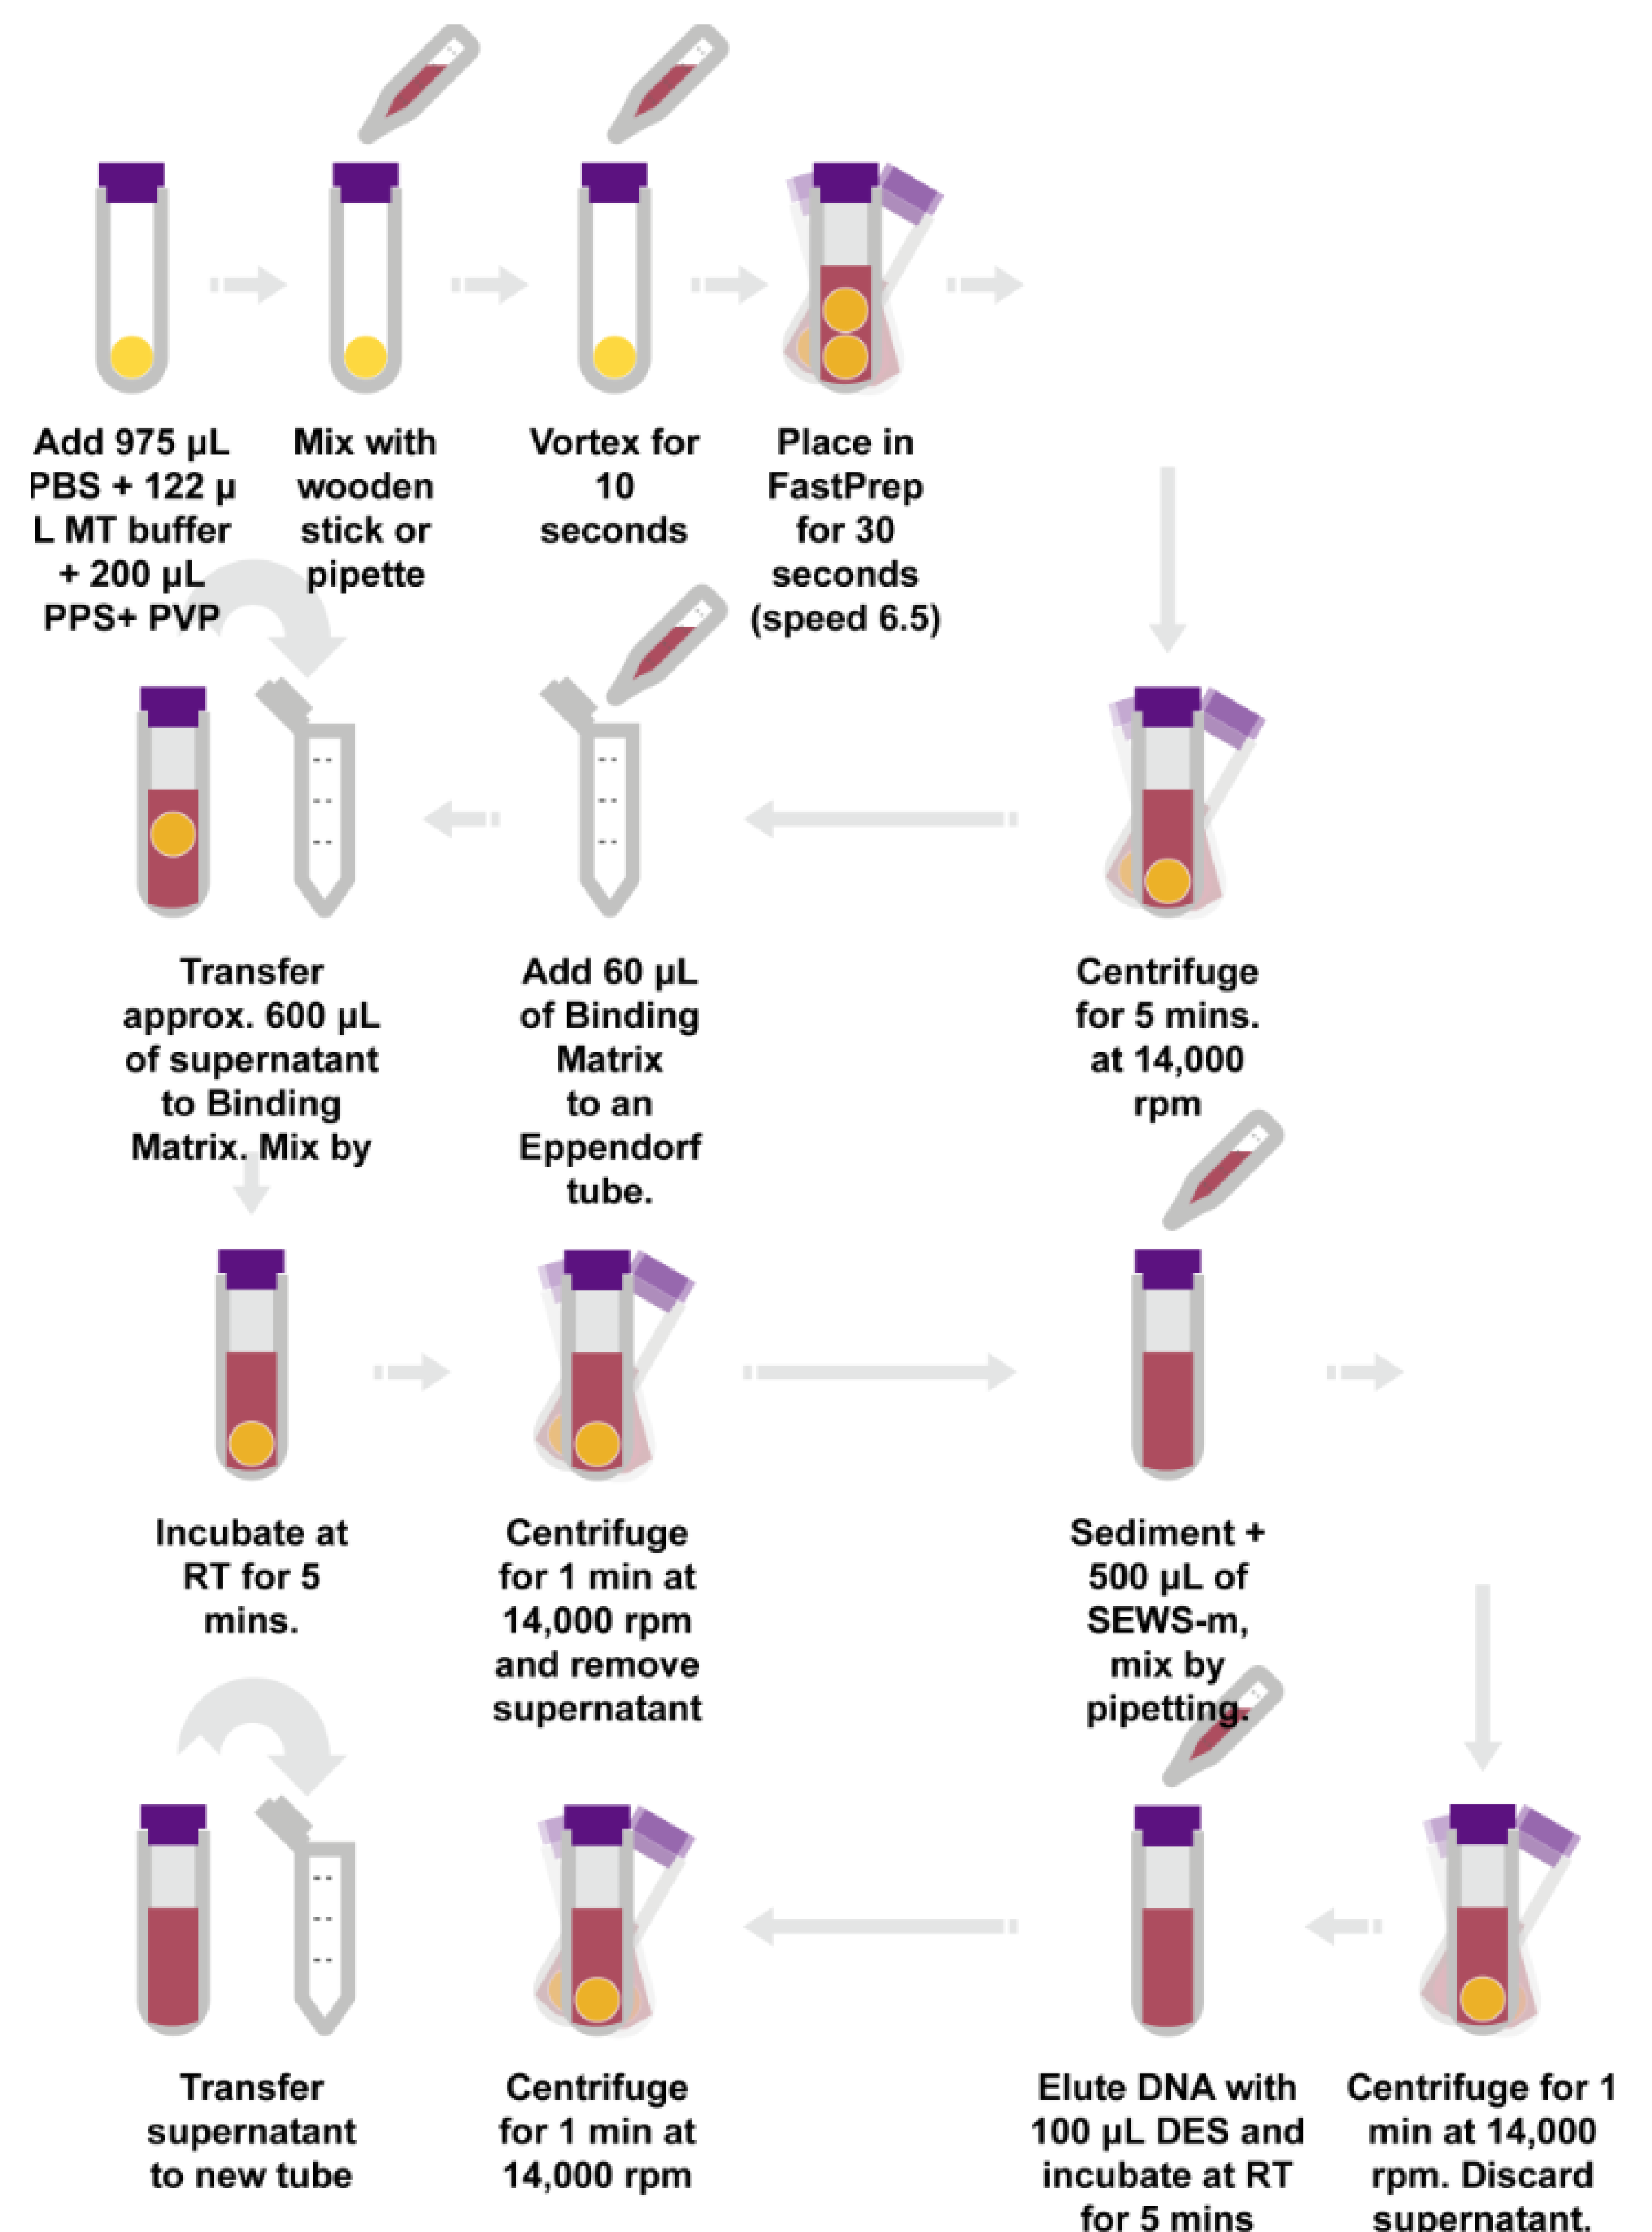 Add 975 µL
PBS + 122 µ
L MT buffer
+ 200 µL
PPS+ PVP
Mix with
wooden
stick or
pipette
Vortex for
10
seconds
Place in
FastPrep
for 30
seconds
(speed 6.5)
Transfer
approx. 600 µL
of supernatant
to Binding
Matrix. Mix by
Add 60 µL
of Binding
Matrix
to an
Eppendorf
tube.
Centrifuge
for 5 mins.
at 14,000
rpm
Incubate at
RT for 5
mins.
Centrifuge
for 1 min at
14,000 rpm
and remove
supernatant
Sediment +
500 µL of
SEWS-m,
mix by
pipetting.
Transfer
supernatant
to new tube
Centrifuge
for 1 min at
14,000 rpm
Elute DNA with
100 µL DES and
incubate at RT
for 5 mins
Centrifuge for 1
min at 14,000
rpm. Discard
supernatant.